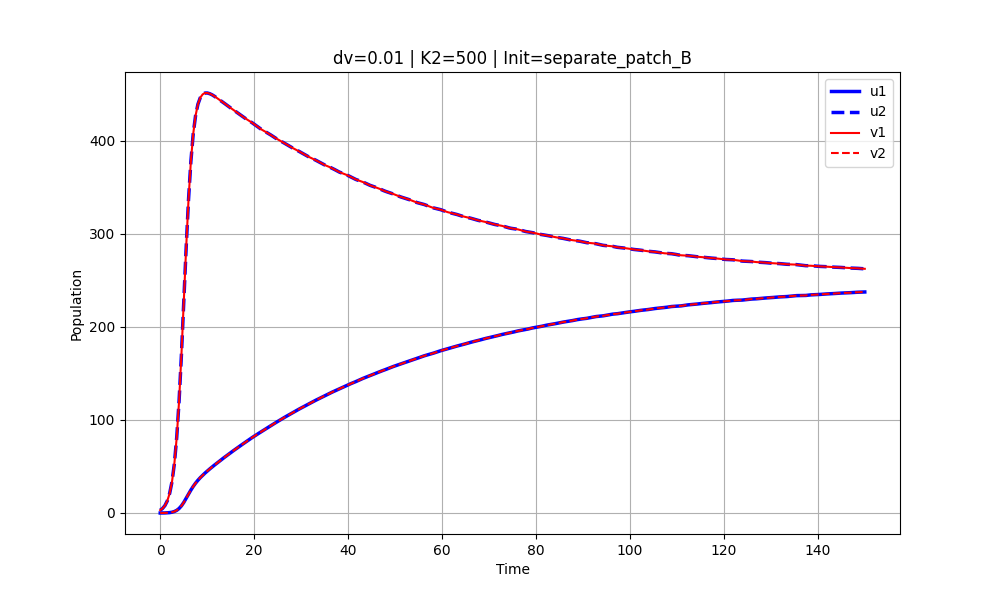 dv=0.01 | K2=500 | Init=separate_patch_B
u1
u2
v1
v2
Population
400
300
200
100
0
0 20 40 60 80 100 120 140
Time